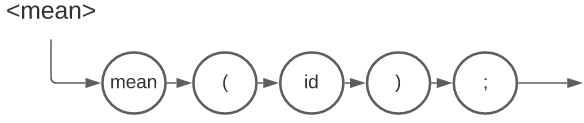 <mean>
mean ( id ) ;